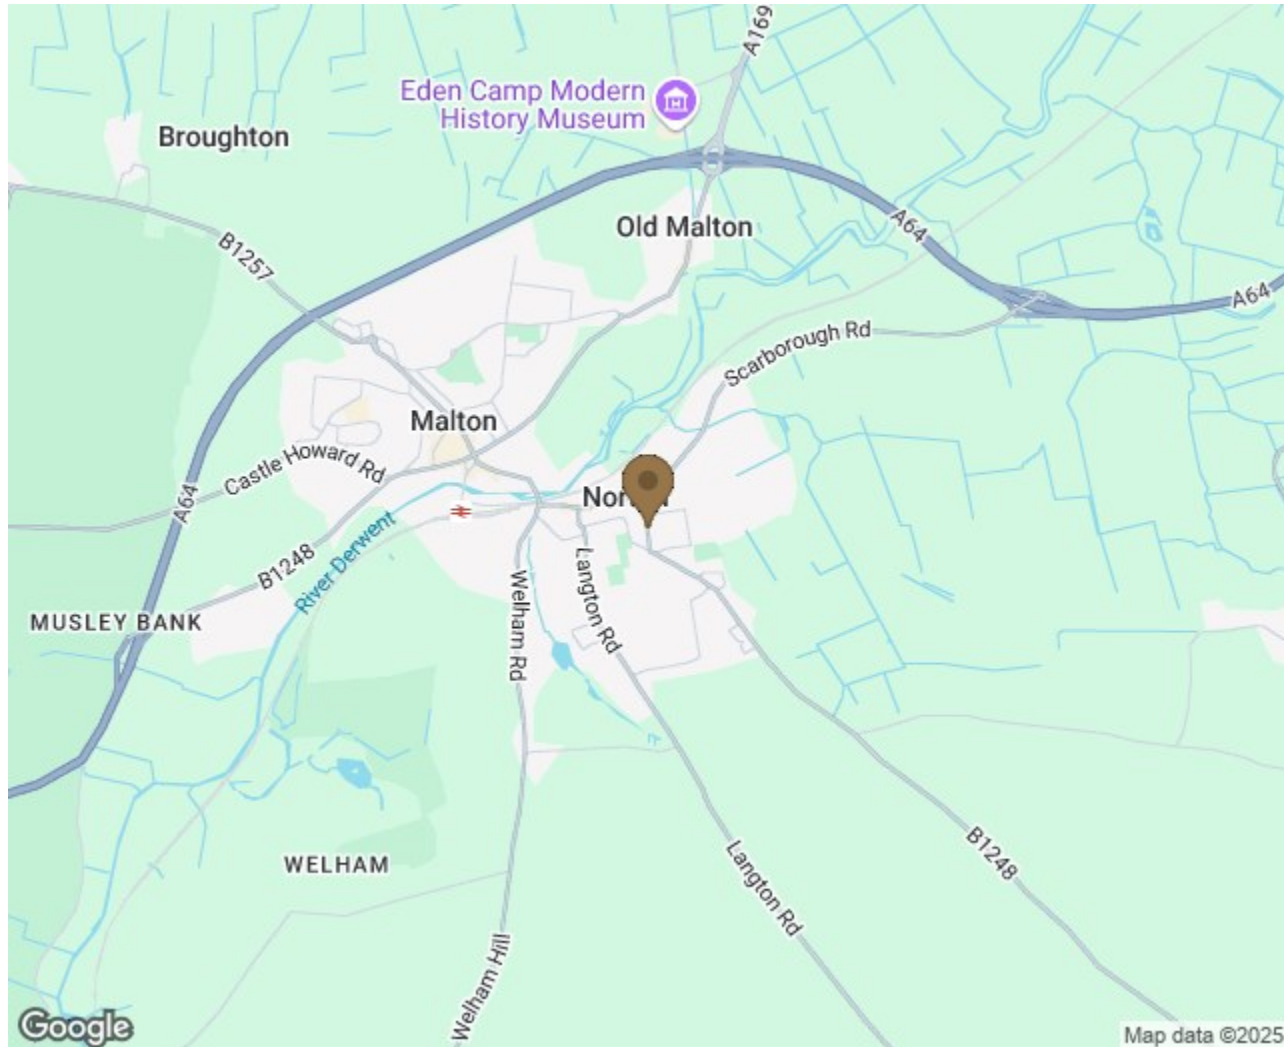 A169
Eden Camp Modern
History Museum
Broughton
Old Malton
A64
B1257
A64
Scarborough Rd
Malton
Castle Howard Rd
A64
B1248
River Derwent
Langton Rd
Welham Rd
MUSLEY BANK
WELHAM
Langton Rd
B1248
Welham Hill
Google
Map data ©2025